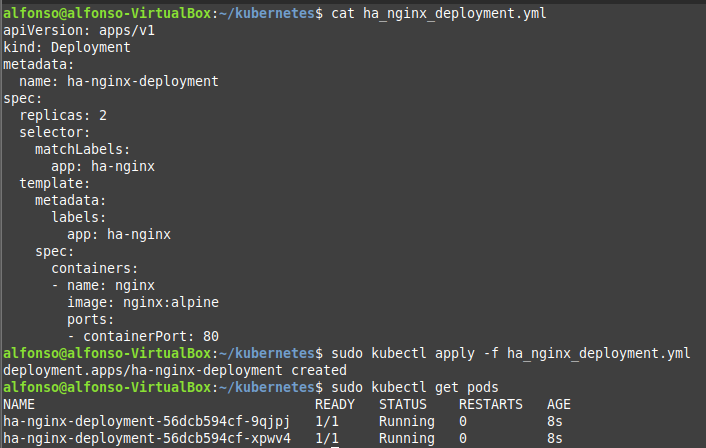 alfonso@alfonso-VirtualBox:~/kubernetes$ cat ha_nginx_deployment.yml
apiVersion: apps/v1
kind: Deployment
metadata:
  name: ha-nginx-deployment
spec:
  replicas: 2
  selector:
    matchLabels:
      app: ha-nginx
  template:
    metadata:
      labels:
        app: ha-nginx
    spec:
      containers:
      - name: nginx
        image: nginx:alpine
        ports:
        - containerPort: 80
alfonso@alfonso-VirtualBox:~/kubernetes$ sudo kubectl apply -f ha_nginx_deployment.yml
deployment.apps/ha-nginx-deployment created
alfonso@alfonso-VirtualBox:~/kubernetes$ sudo kubectl get pods
NAME                                   READY   STATUS    RESTARTS   AGE
ha-nginx-deployment-56dcb594cf-9qjpj   1/1     Running   0          8s
ha-nginx-deployment-56dcb594cf-xpwv4   1/1     Running   0          8s